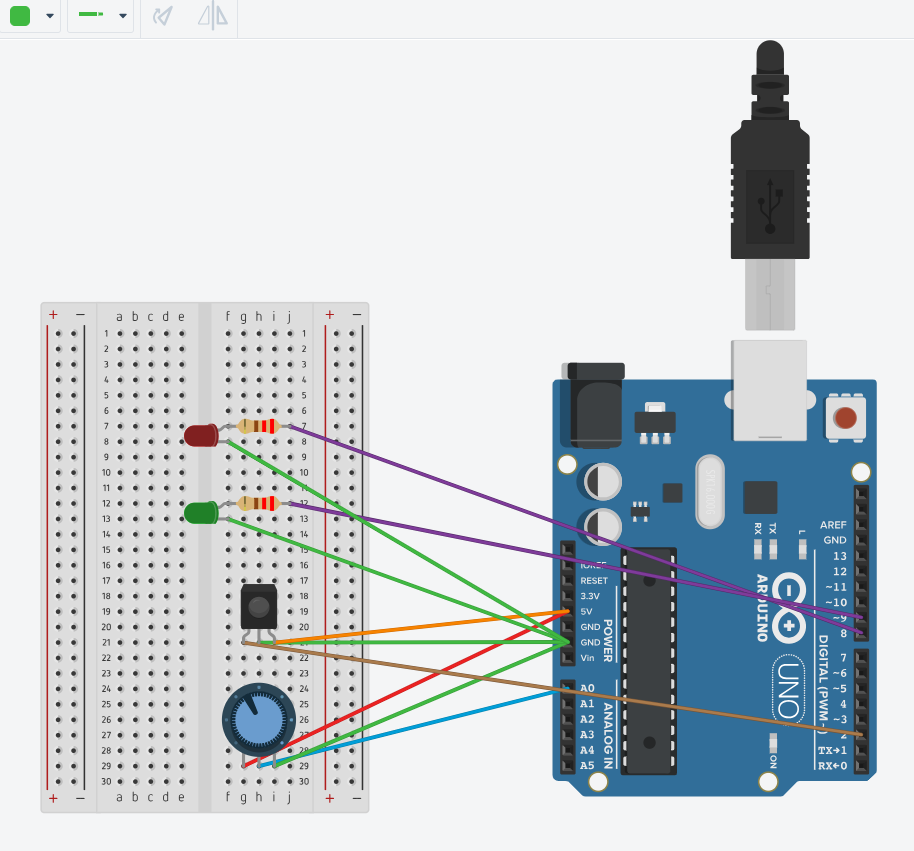 + − a b c d e f g h i j + −
1 1
2 2
3 3
4 4
5 5
6 6
7 7
8 8
9 9
10 10
11 11
12 12
13 13
14 14
15 15
16 16
17 17
18 18
19 19
20 20
21 21
22 22
23 23
24 24
25 25
26 26
27 27
28 28
29 29
30 30
+ − a b c d e f g h i j + −
IOREF
RESET
3.3V
5V
GND
GND
Vin
POWER
A0
A1
A2
A3
A4
A5
ANALOG IN
RX
TX
L
ARDUINO
UNO
ON
AREF
GND
13
12
~11
~10
~9
8
7
~6
~5
4
~3
2
TX→1
RX←0
DIGITAL (PWM~)